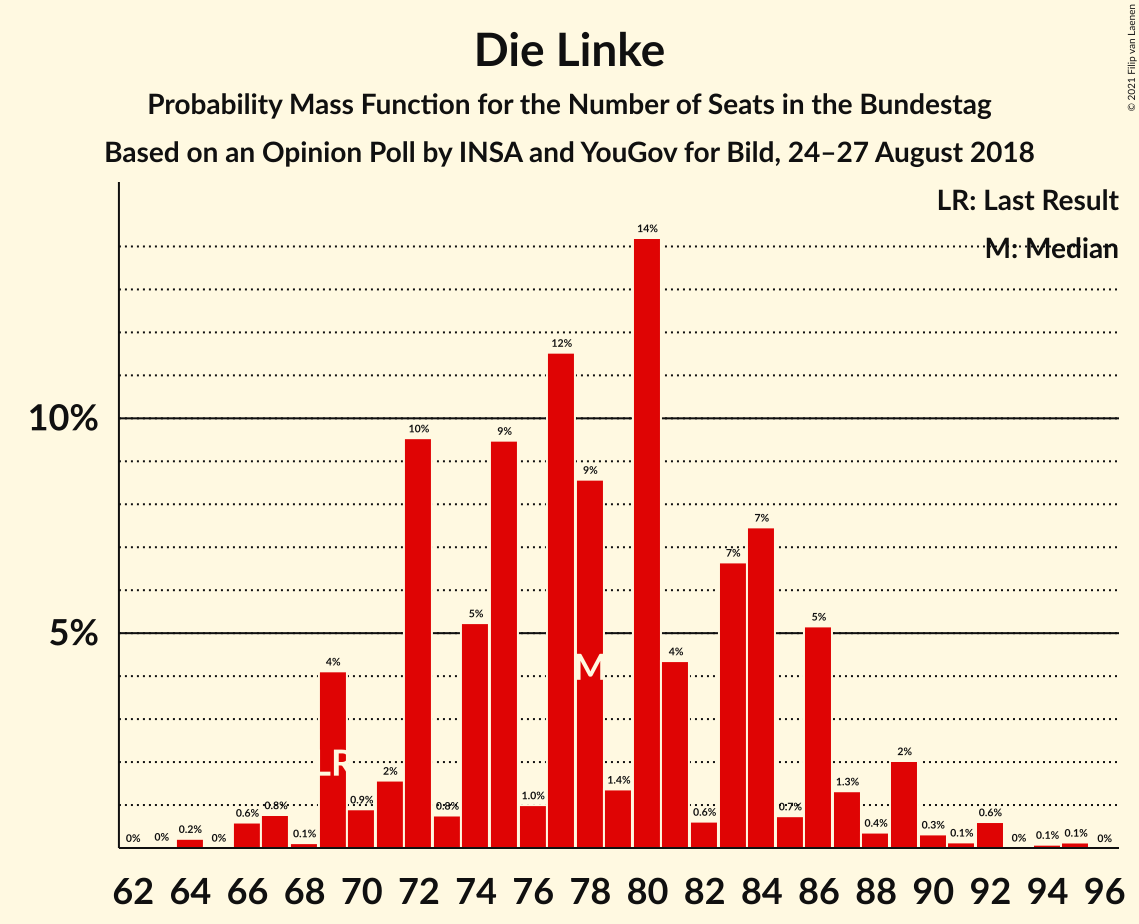 Die Linke
Probability Mass Function for the Number of Seats in the Bundestag
Based on an Opinion Poll by INSA and YouGov for Bild, 24–27 August 2018
© 2021 Filip van Laenen
LR: Last Result
M: Median
10%
5%
0% 0% 0.2% 0% 0.6% 0.8% 0.1% 4% 0.9% 2% 10% 0.8% 5% 9% 1.0% 12% 9% 1.4% 14% 4% 0.6% 7% 7% 0.7% 5% 1.3% 0.4% 2% 0.3% 0.1% 0.6% 0% 0.1% 0.1% 0%
LR
M
62 64 66 68 70 72 74 76 78 80 82 84 86 88 90 92 94 96